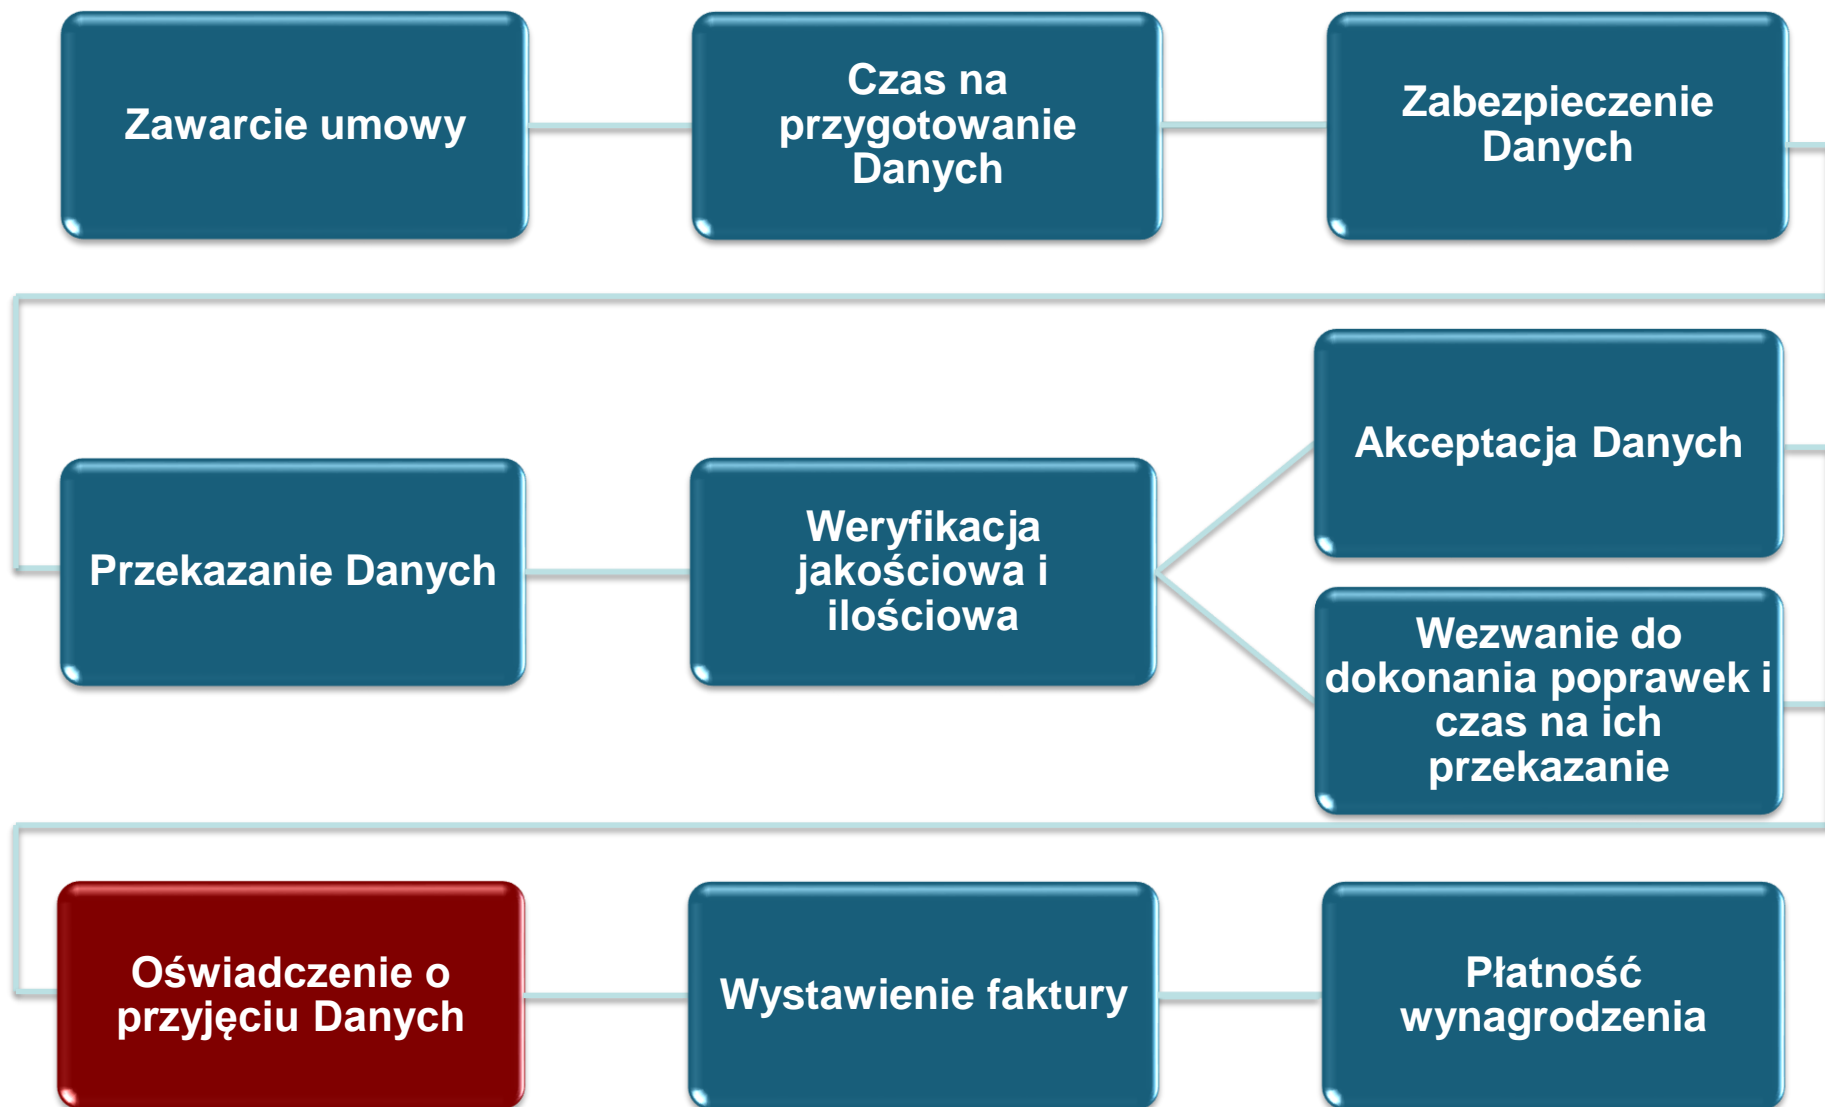 Zawarcie umowy
Czas na
przygotowanie
Danych
Zabezpieczenie
Danych
Przekazanie Danych
Weryfikacja
jakościowa i
ilościowa
Akceptacja Danych
Wezwanie do
dokonania poprawek i
czas na ich
przekazanie
Oświadczenie o
przyjęciu Danych
Wystawienie faktury
Płatność
wynagrodzenia